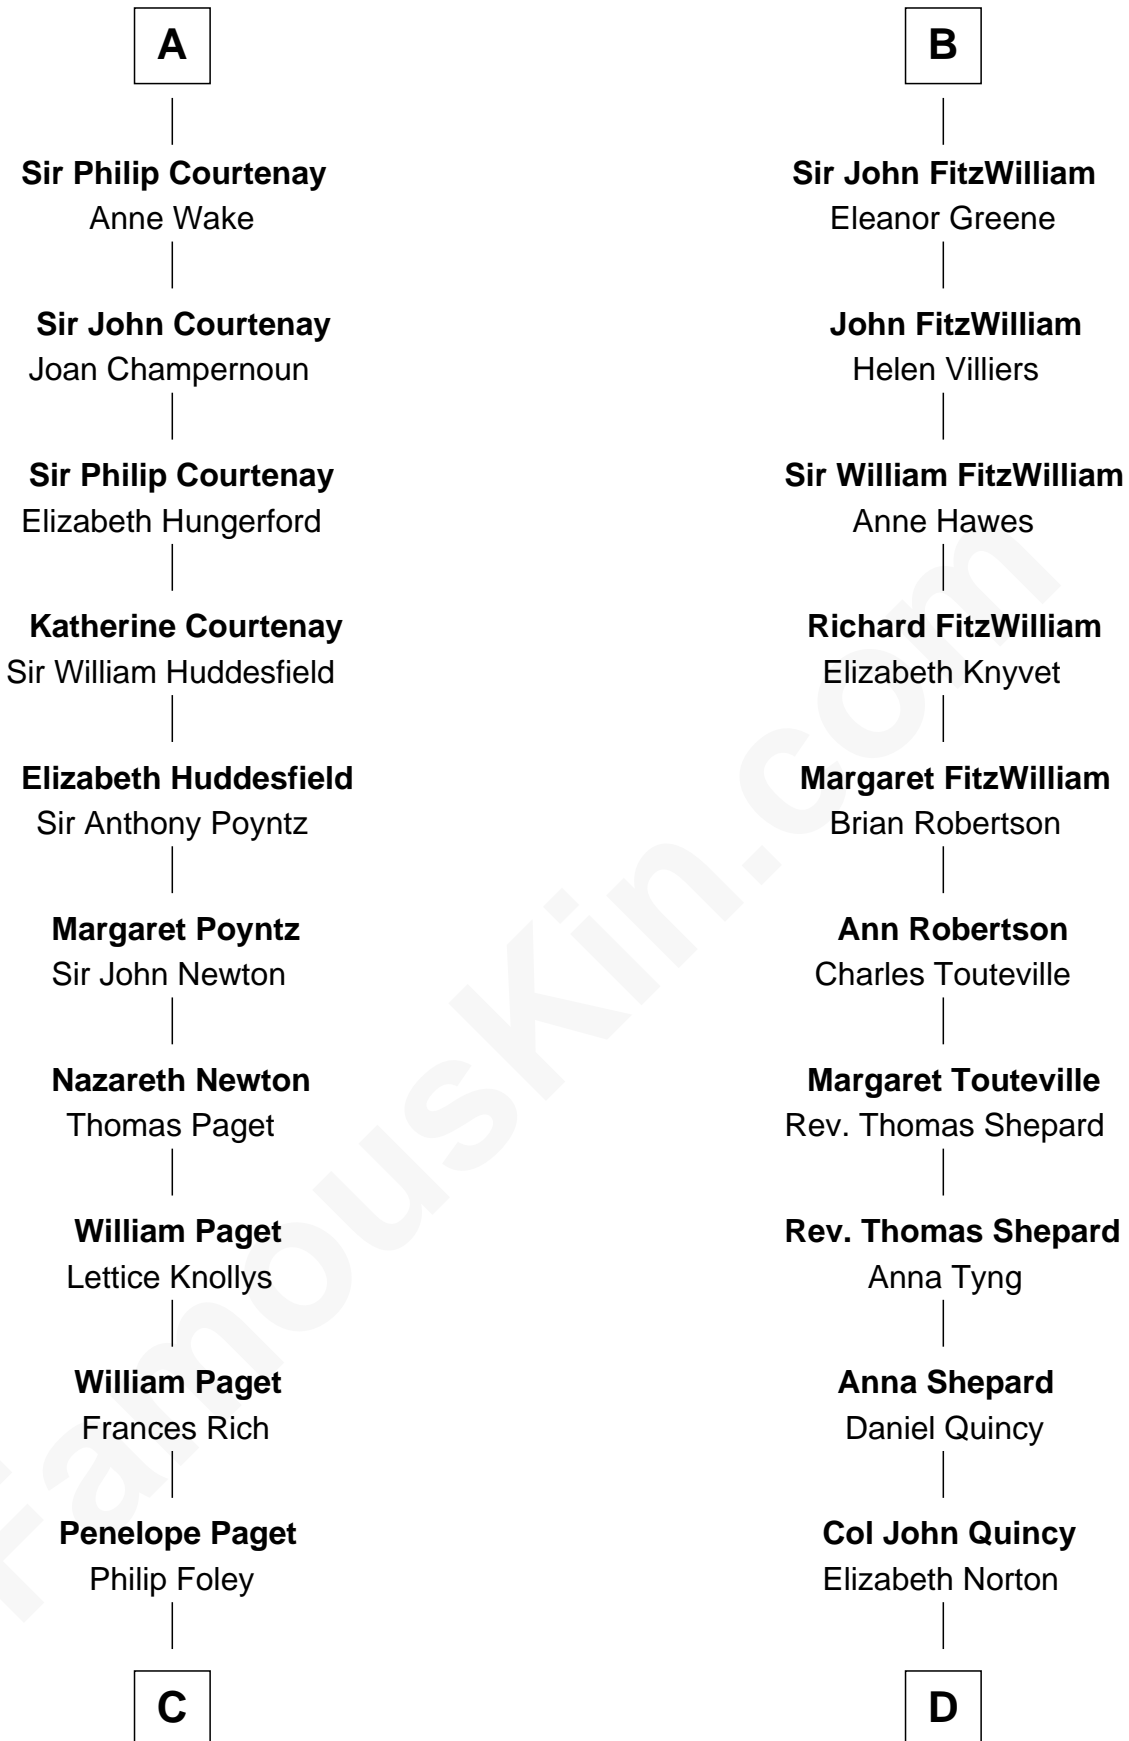 A
Sir Philip Courtenay
Anne Wake
Sir John Courtenay
Joan Champernoun
Sir Philip Courtenay
Elizabeth Hungerford
Katherine Courtenay
Sir William Huddesfield
Elizabeth Huddesfield
Sir Anthony Poyntz
Margaret Poyntz
Sir John Newton
Nazareth Newton
Thomas Paget
William Paget
Lettice Knollys
William Paget
Frances Rich
Penelope Paget
Philip Foley
C
B
Sir John FitzWilliam
Eleanor Greene
John FitzWilliam
Helen Villiers
Sir William FitzWilliam
Anne Hawes
Richard FitzWilliam
Elizabeth Knyvet
Margaret FitzWilliam
Brian Robertson
Ann Robertson
Charles Touteville
Margaret Touteville
Rev. Thomas Shepard
Rev. Thomas Shepard
Anna Tyng
Anna Shepard
Daniel Quincy
Col John Quincy
Elizabeth Norton
D
FamousKin.com